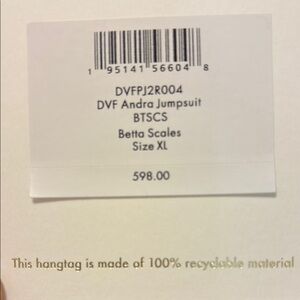 1 95141 56604 8
DVFPJ2R004
DVF Andra Jumpsuit
BTSCS
Betta Scales
Size XL
598.00
This hangtag is made of 100% recyclable material